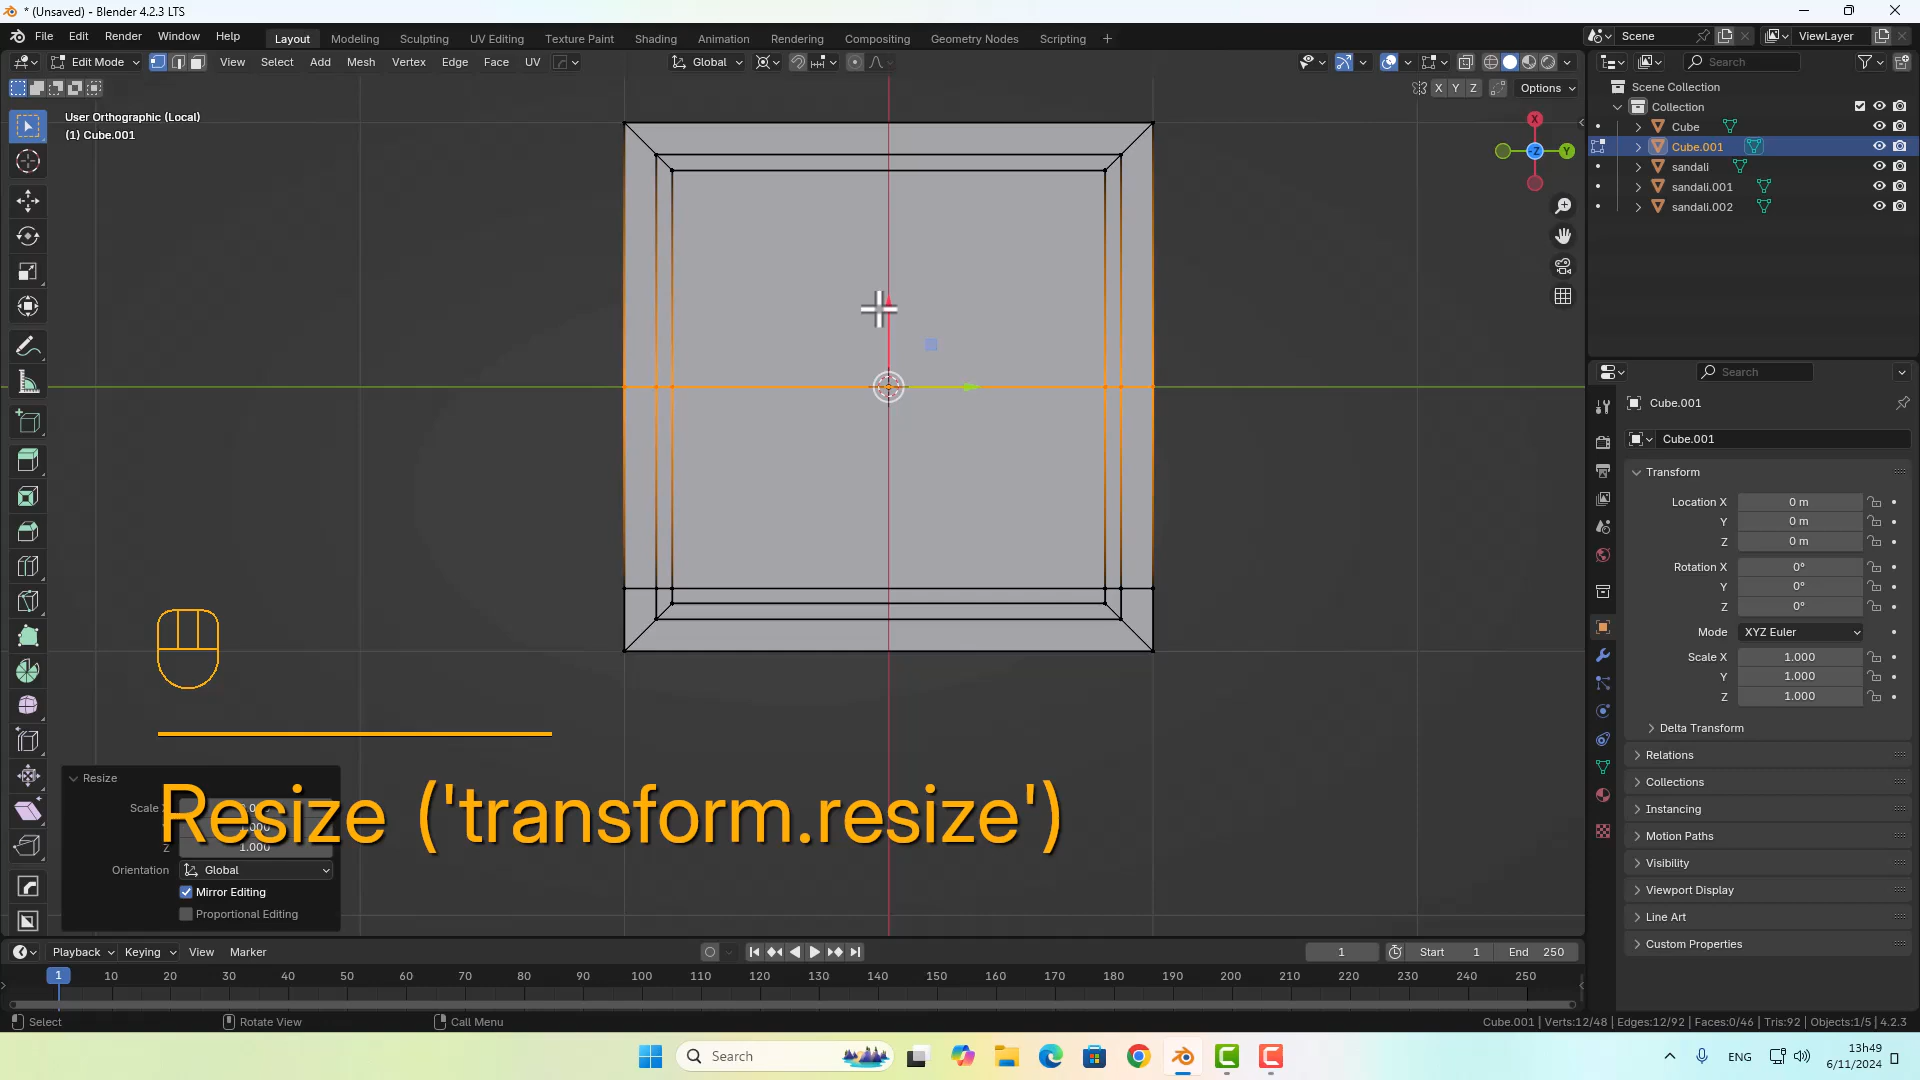 * (Unsaved) - Blender 4.2.3 LTS
File Edit Render Window Help Layout Modeling Sculpting UV Editing Texture Paint Shading Animation Rendering Compositing Geometry Nodes Scripting + Scene ViewLayer
Edit Mode View Select Add Mesh Vertex Edge Face UV Global Search
X Y Z Options
User Orthographic (Local)
(1) Cube.001
X
-Z
Y
Scene Collection
Collection
Cube
Cube.001
sandali
sandali.001
sandali.002
Search
Cube.001
Cube.001
Transform
Location X 0 m
Y 0 m
Z 0 m
Rotation X 0°
Y 0°
Z 0°
Mode XYZ Euler
Scale X 1.000
Y 1.000
Z 1.000
Delta Transform
Relations
Collections
Instancing
Motion Paths
Visibility
Viewport Display
Line Art
Custom Properties
Resize
Resize ('transform.resize')
Scale
1.000
Z 1.000
Orientation Global
Mirror Editing
Proportional Editing
Playback Keying View Marker 1 Start 1 End 250
1 10 20 30 40 50 60 70 80 90 100 110 120 130 140 150 160 170 180 190 200 210 220 230 240 250
Select Rotate View Call Menu Cube.001 | Verts:12/48 | Edges:12/92 | Faces:0/46 | Tris:92 | Objects:1/5 | 4.2.3
Search ENG 13h49
6/11/2024